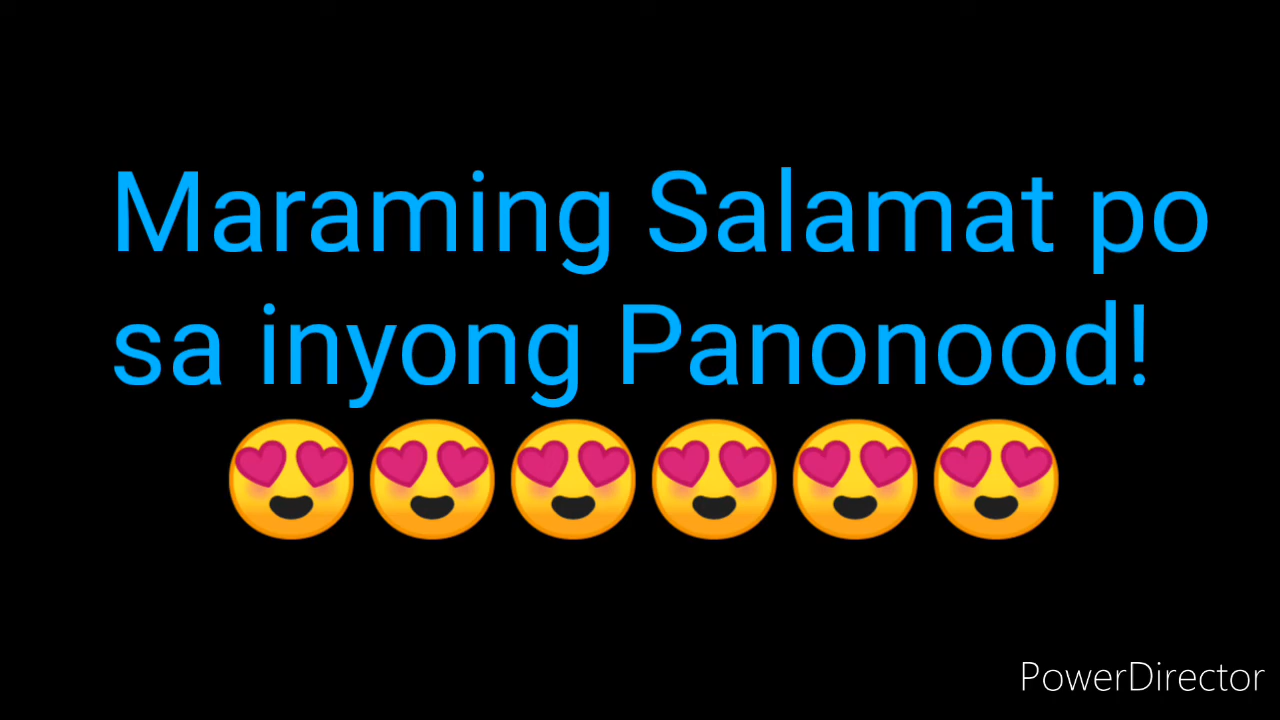 Maraming Salamat po
sa inyong Panonood!
😍😍😍😍😍😍
PowerDirector